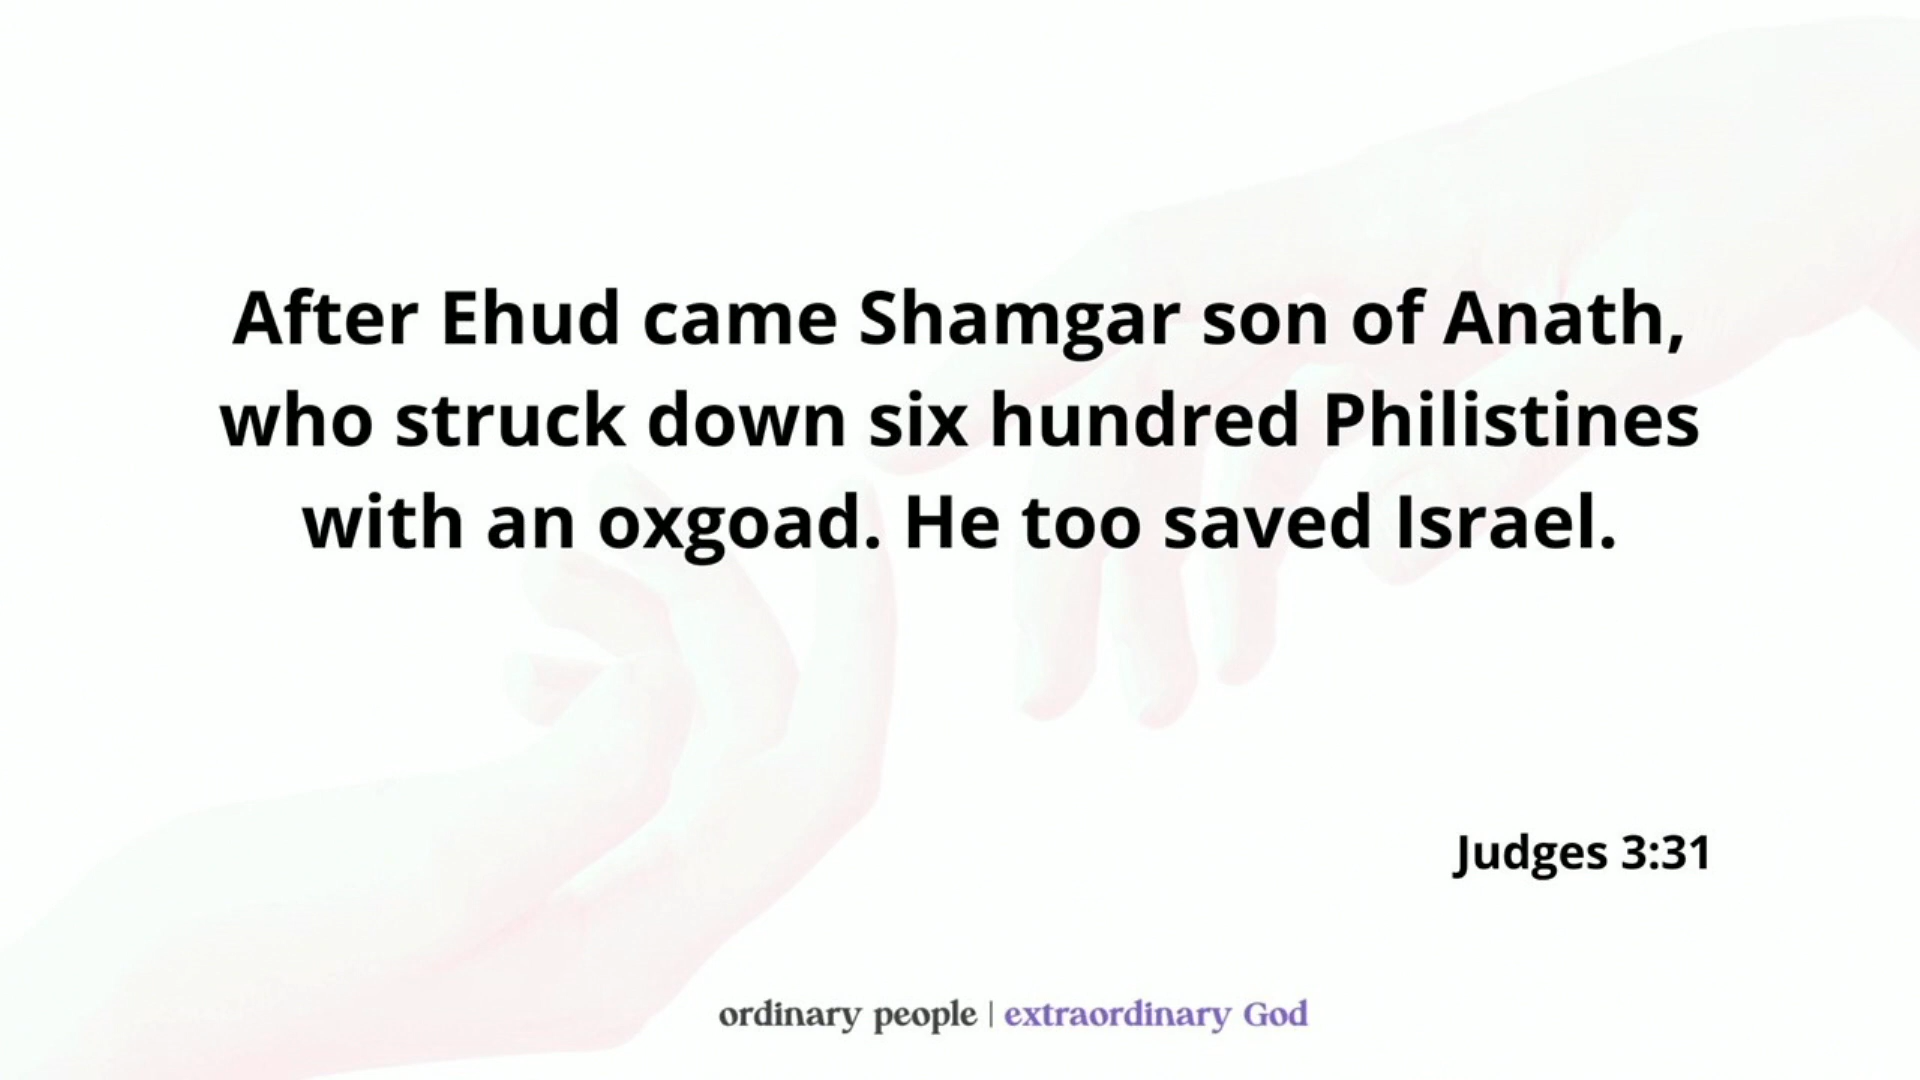 After Ehud came Shamgar son of Anath,
who struck down six hundred Philistines
with an oxgoad. He too saved Israel.
Judges 3:31
ordinary people | extraordinary God